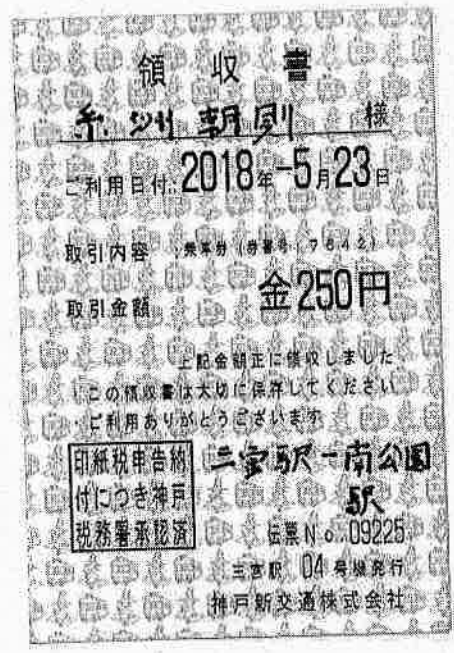 領収書
糸洲 朝則 様
ご利用日付：2018年-5月23日
取引内容 :乗車券(券番号:7842)
取引金額 金250円
上記金額正に領収しました
この領収書は大切に保存してください
ご利用ありがとうございます
印紙税申告納
付につき神戸
税務署承認済
二宮駅-南公園
駅
伝票No.09225
三宮駅 04号機発行
神戸新交通株式会社